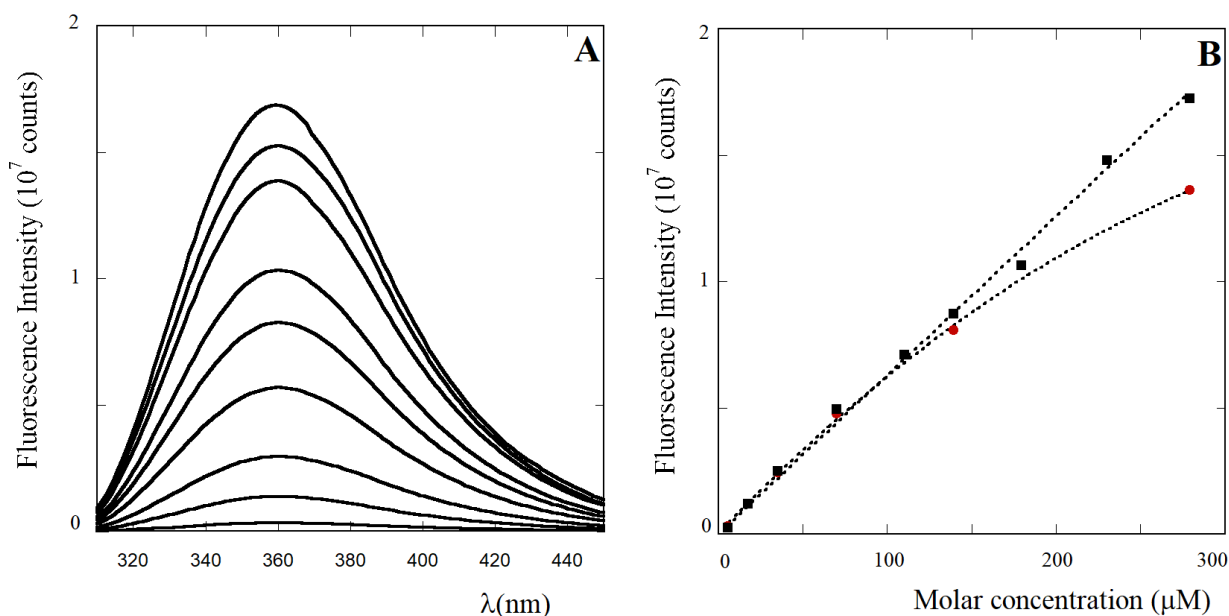 A
2
1
0
Fluorescence Intensity (10⁷ counts)
320 340 360 380 400 420 440
λ(nm)
B
2
1
0
Fluorsecence Intensity (10⁷ counts)
0 100 200 300
Molar concentration (μM)